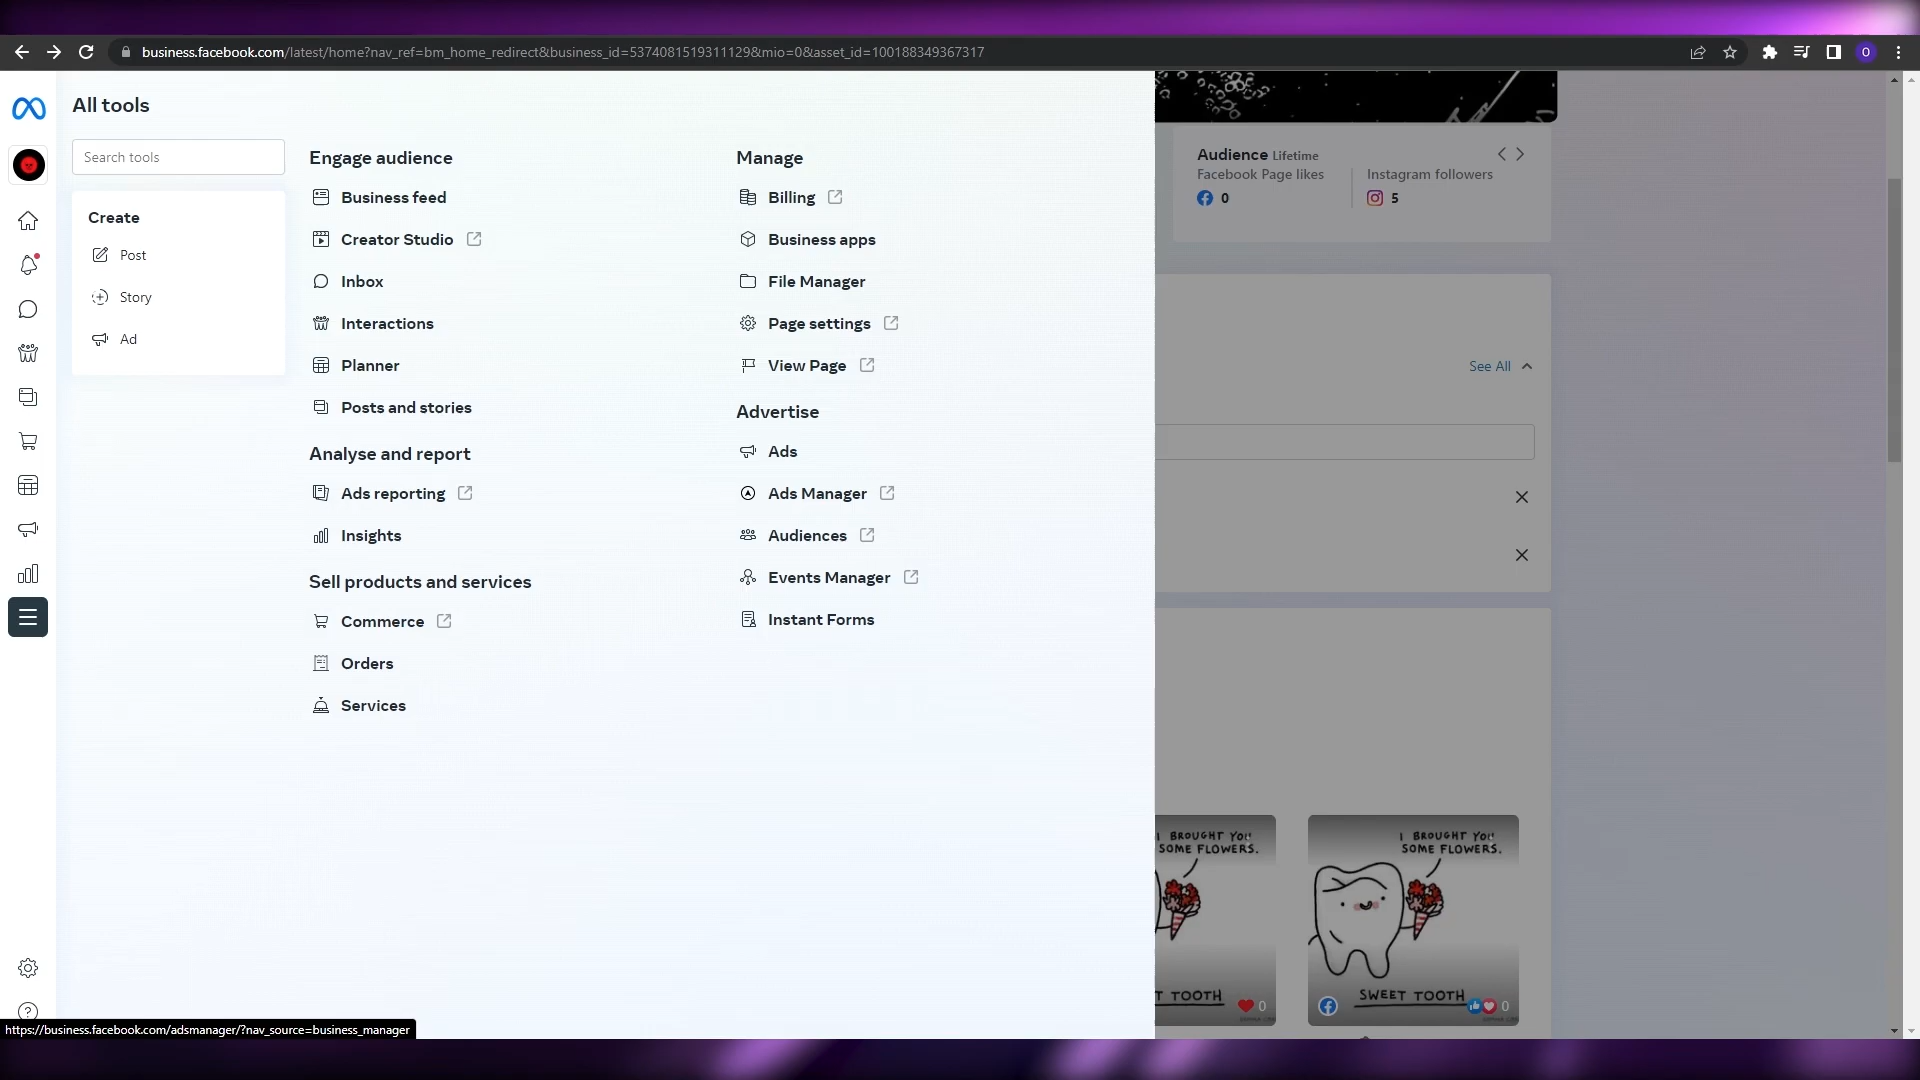 business.facebook.com/latest/home?nav_ref=bm_home_redirect&business_id=537408151931129&mio=0&asset_id=100188349367317
O
All tools
Search tools
Create
Post
Story
Ad
Engage audience
Business feed
Creator Studio
Inbox
Interactions
Planner
Posts and stories
Analyse and report
Ads reporting
Insights
Sell products and services
Commerce
Orders
Services
Manage
Billing
Business apps
File Manager
Page settings
View Page
Advertise
Ads
Ads Manager
Audiences
Events Manager
Instant Forms
Audience Lifetime
Facebook Page likes
0
Instagram followers
5
See All
I BROUGHT YOU
SOME FLOWERS.
T TOOTH
0
I BROUGHT YOU
SOME FLOWERS.
SWEET TOOTH
0
https://business.facebook.com/adsmanager/?nav_source=business_manager